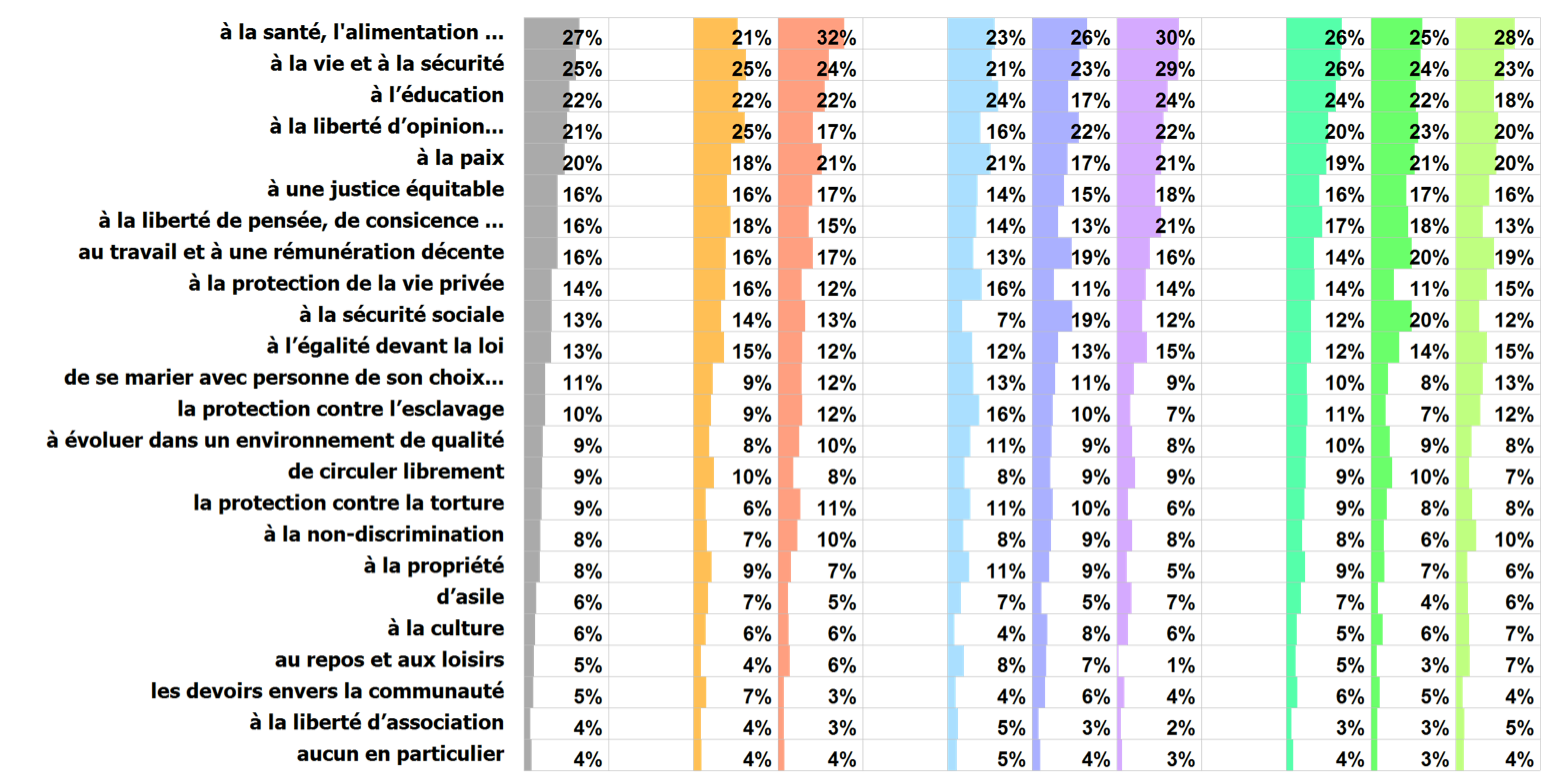 à la santé, l'alimentation ... 27% 21% 32% 23% 26% 30% 26% 25% 28%
à la vie et à la sécurité 25% 25% 24% 21% 23% 29% 26% 24% 23%
à l’éducation 22% 22% 22% 24% 17% 24% 24% 22% 18%
à la liberté d’opinion... 21% 25% 17% 16% 22% 22% 20% 23% 20%
à la paix 20% 18% 21% 21% 17% 21% 19% 21% 20%
à une justice équitable 16% 16% 17% 14% 15% 18% 16% 17% 16%
à la liberté de pensée, de consicence ... 16% 18% 15% 14% 13% 21% 17% 18% 13%
au travail et à une rémunération décente 16% 16% 17% 13% 19% 16% 14% 20% 19%
à la protection de la vie privée 14% 16% 12% 16% 11% 14% 14% 11% 15%
à la sécurité sociale 13% 14% 13% 7% 19% 12% 12% 20% 12%
à l’égalité devant la loi 13% 15% 12% 12% 13% 15% 12% 14% 15%
de se marier avec personne de son choix... 11% 9% 12% 13% 11% 9% 10% 8% 13%
la protection contre l’esclavage 10% 9% 12% 16% 10% 7% 11% 7% 12%
à évoluer dans un environnement de qualité 9% 8% 10% 11% 9% 8% 10% 9% 8%
de circuler librement 9% 10% 8% 8% 9% 9% 9% 10% 7%
la protection contre la torture 9% 6% 11% 11% 10% 6% 9% 8% 8%
à la non-discrimination 8% 7% 10% 8% 9% 8% 8% 6% 10%
à la propriété 8% 9% 7% 11% 9% 5% 9% 7% 6%
d’asile 6% 7% 5% 7% 5% 7% 7% 4% 6%
à la culture 6% 6% 6% 4% 8% 6% 5% 6% 7%
au repos et aux loisirs 5% 4% 6% 8% 7% 1% 5% 3% 7%
les devoirs envers la communauté 5% 7% 3% 4% 6% 4% 6% 5% 4%
à la liberté d’association 4% 4% 3% 5% 3% 2% 3% 3% 5%
aucun en particulier 4% 4% 4% 5% 4% 3% 4% 3% 4%